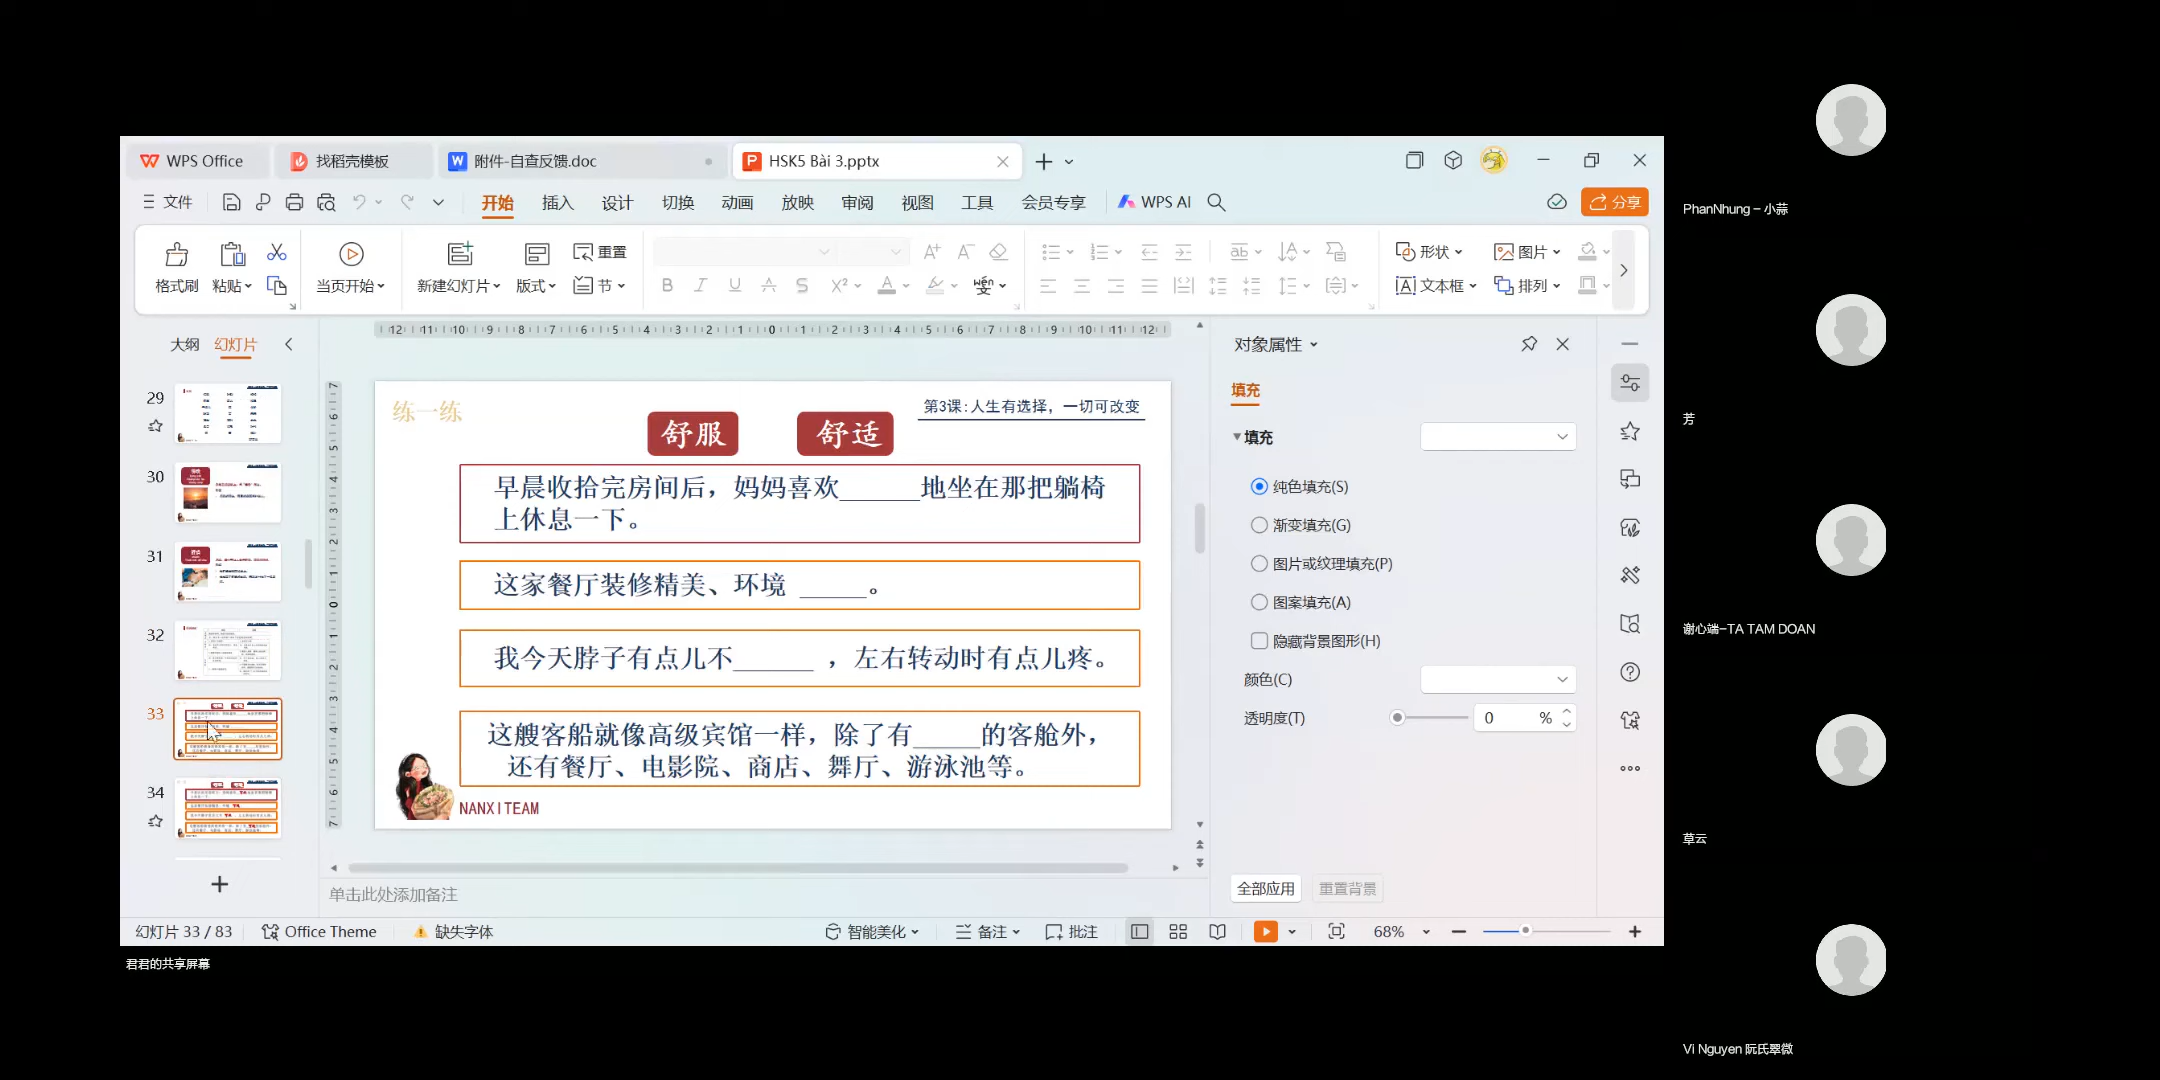 WPS Office
找稻壳模板
附件-自查反馈.doc
HSK5 Bài 3.pptx
文件
开始
插入
设计
切换
动画
放映
审阅
视图
工具
会员专享
WPS AI
分享
格式刷
粘贴
当页开始
新建幻灯片
版式
重置
节
形状
图片
文本框
排列
大纲
幻灯片
29
30
31
32
33
34
练一练
第3课:人生有选择，一切可改变
舒服
舒适
早晨收拾完房间后，妈妈喜欢______地坐在那把躺椅
上休息一下。
这家餐厅装修精美、环境 _____。
我今天脖子有点儿不______ ，左右转动时有点儿疼。
这艘客船就像高级宾馆一样，除了有_____的客舱外，
还有餐厅、电影院、商店、舞厅、游泳池等。
NANXITEAM
对象属性
填充
填充
纯色填充(S)
渐变填充(G)
图片或纹理填充(P)
图案填充(A)
隐藏背景图形(H)
颜色(C)
透明度(T)
0 %
全部应用
重置背景
单击此处添加备注
幻灯片 33 / 83
Office Theme
缺失字体
智能美化
备注
批注
68%
君君的共享屏幕
PhanNhung – 小蒜
芳
谢心端–TA TAM DOAN
草云
Vi Nguyen 阮氏翠微